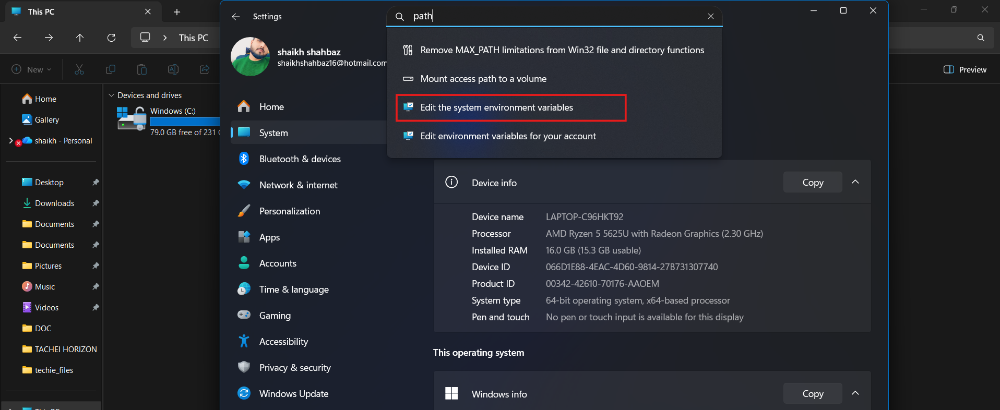 This PC
Settings
path
This PC
New
Preview
shaikh shahbaz
shaikhshahbaz16@hotmail.com
Remove MAX_PATH limitations from Win32 file and directory functions
Mount access path to a volume
Edit the system environment variables
Edit environment variables for your account
Home
Gallery
shaikh - Personal
Desktop
Downloads
Documents
Documents
Pictures
Music
Videos
DOC
TACHEI HORIZON
techie_files
This PC
Devices and drives
Windows (C:)
79.0 GB free of 231
Home
System
Bluetooth & devices
Network & internet
Personalization
Apps
Accounts
Time & language
Gaming
Accessibility
Privacy & security
Windows Update
Device info
Copy
Device name LAPTOP-C96HKT92
Processor AMD Ryzen 5 5625U with Radeon Graphics (2.30 GHz)
Installed RAM 16.0 GB (15.3 GB usable)
Device ID 066D1E88-4EAC-4D60-9814-27B731307740
Product ID 00342-42610-70176-AAOEM
System type 64-bit operating system, x64-based processor
Pen and touch No pen or touch input is available for this display
This operating system
Windows info
Copy